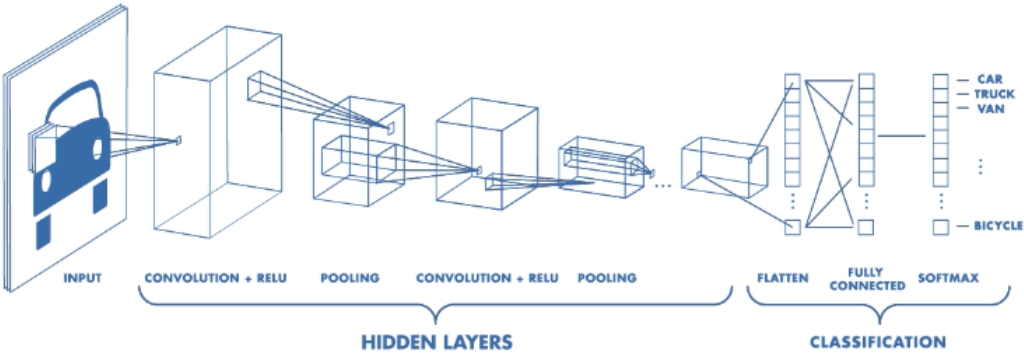 CAR
TRUCK
VAN
BICYCLE
INPUT
CONVOLUTION + RELU
POOLING
CONVOLUTION + RELU
POOLING
FLATTEN
FULLY
CONNECTED
SOFTMAX
HIDDEN LAYERS
CLASSIFICATION